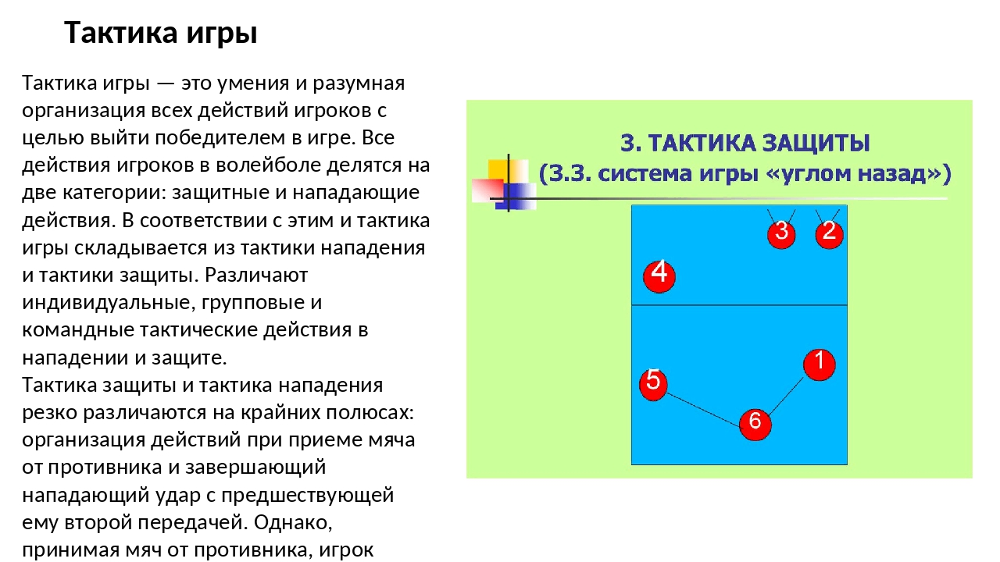 Тактика игры
Тактика игры — это умения и разумная
организация всех действий игроков с
целью выйти победителем в игре. Все
действия игроков в волейболе делятся на
две категории: защитные и нападающие
действия. В соответствии с этим и тактика
игры складывается из тактики нападения
и тактики защиты. Различают
индивидуальные, групповые и
командные тактические действия в
нападении и защите.
Тактика защиты и тактика нападения
резко различаются на крайних полюсах:
организация действий при приеме мяча
от противника и завершающий
нападающий удар с предшествующей
ему второй передачей. Однако,
принимая мяч от противника, игрок
3. ТАКТИКА ЗАЩИТЫ
(3.3. система игры «углом назад»)
3 2
4
1
5
6